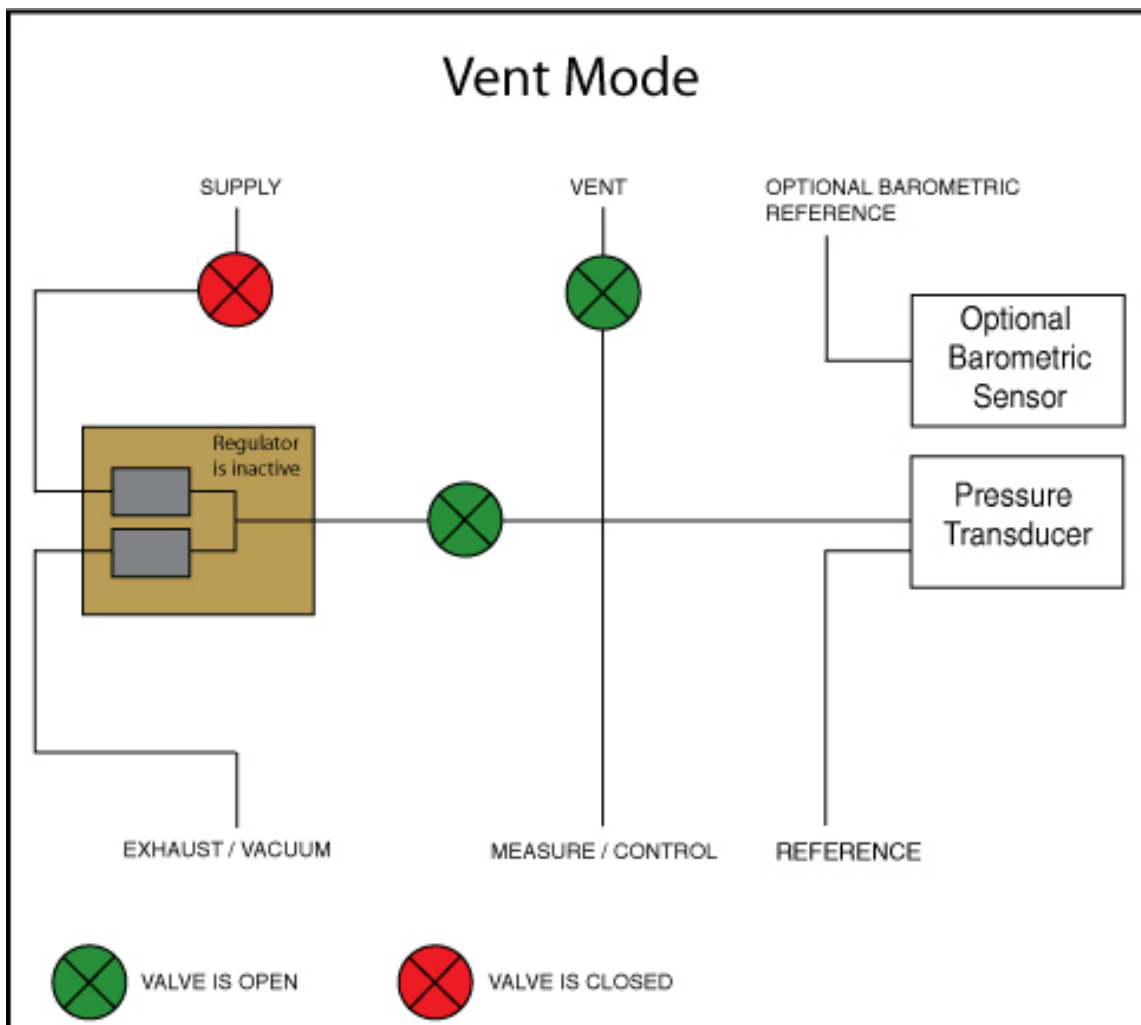 Vent Mode
SUPPLY
VENT
OPTIONAL BAROMETRIC
REFERENCE
Optional
Barometric
Sensor
Regulator
is inactive
Pressure
Transducer
EXHAUST / VACUUM
MEASURE / CONTROL
REFERENCE
VALVE IS OPEN
VALVE IS CLOSED